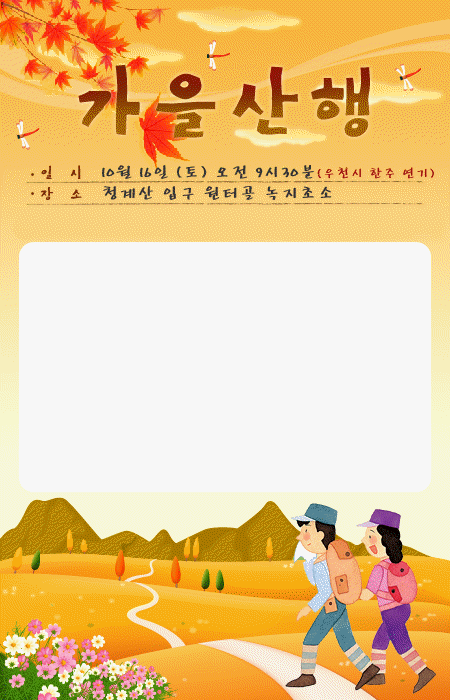 가을산행
·일 시 10월 16일 (토) 오전 9시30분(우천시 한주 연기)
·장 소 청계산 입구 원터골 녹지초소